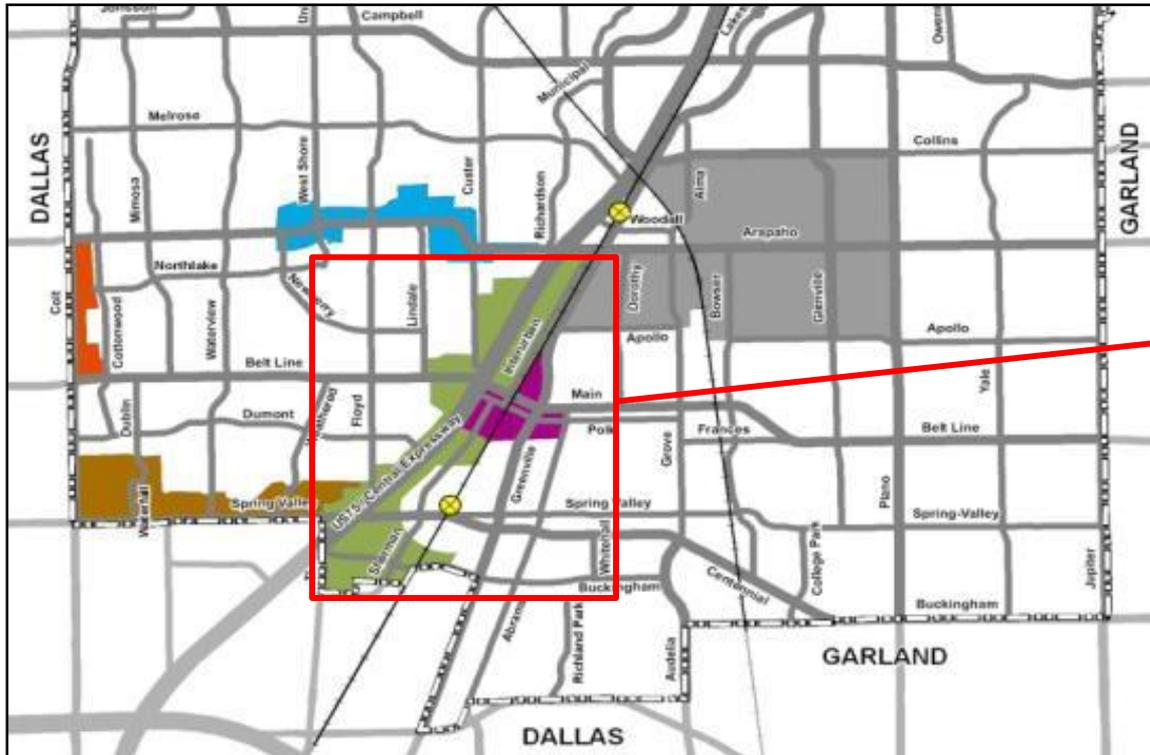 Campbell
Municipal
Melrose
Collins
DALLAS
GARLAND
Mimosa
West Shore
Custer
Richardson
Alma
Woodall
Arapaho
Northlake
Newberry
Lindale
Dorothy
Bowser
Glenville
Coit
Cottonwood
Waterview
Interurban
Apollo
Apollo
Belt Line
Yale
Main
Dublin
Dumont
Weathered
Floyd
Polk
Frances
Belt Line
US75 - Central Expressway
Greenville
Grove
Plano
Waterfall
Spring Valley
Spring Valley
Spring-Valley
Sherman
Whitehall
College Park
Jupiter
Buckingham
Centennial
Buckingham
Abrams
Richland Park
Audelia
GARLAND
DALLAS